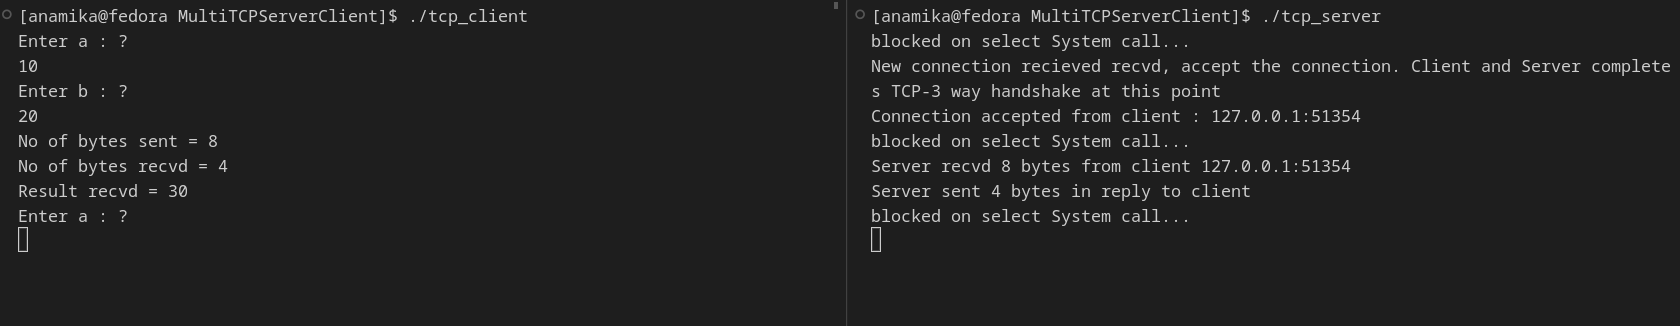 [anamika@fedora MultiTCPServerClient]$ ./tcp_client
Enter a : ?
10
Enter b : ?
20
No of bytes sent = 8
No of bytes recvd = 4
Result recvd = 30
Enter a : ?
[anamika@fedora MultiTCPServerClient]$ ./tcp_server
blocked on select System call...
New connection recieved recvd, accept the connection. Client and Server complete
s TCP-3 way handshake at this point
Connection accepted from client : 127.0.0.1:51354
blocked on select System call...
Server recvd 8 bytes from client 127.0.0.1:51354
Server sent 4 bytes in reply to client
blocked on select System call...